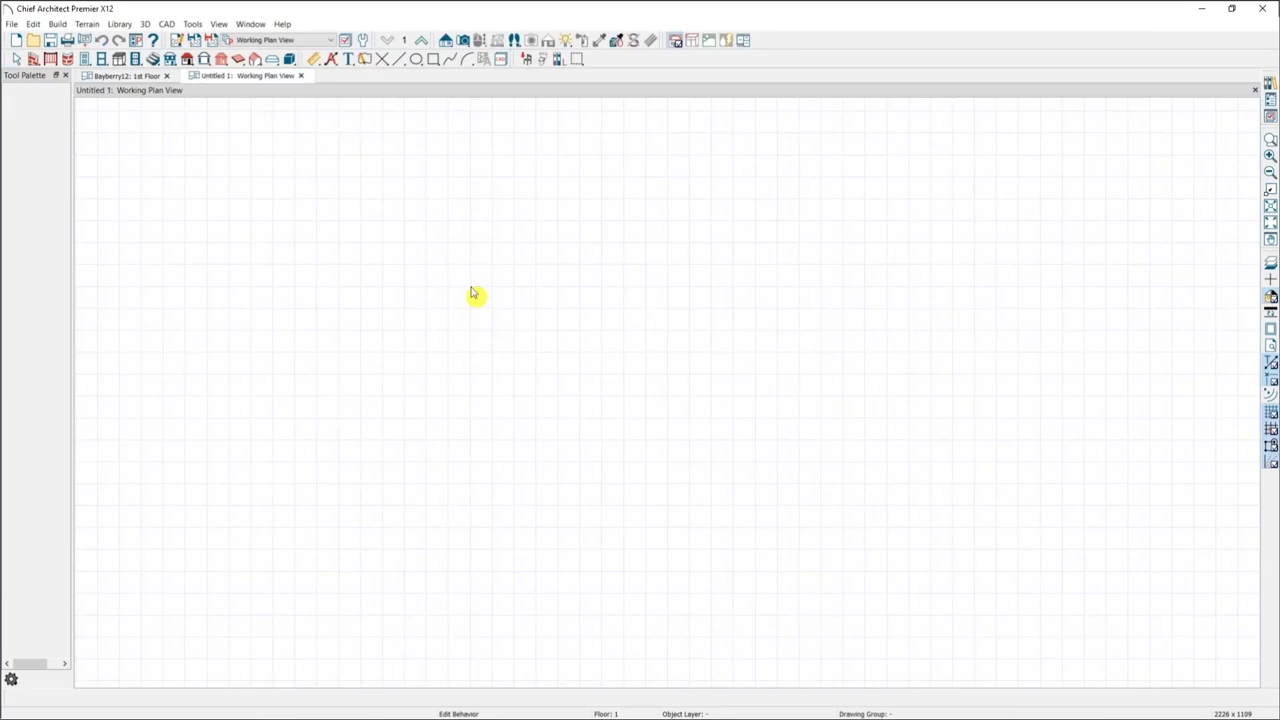 Chief Architect Premier X12
File Edit Build Terrain Library 3D CAD Tools View Window Help
Working Plan View 1
Tool Palette Bayberry12: 1st Floor Untitled 1: Working Plan View
Untitled 1: Working Plan View
Edit Behavior Floor: 1 Object Layer: - Drawing Group: - 2226 x 1109